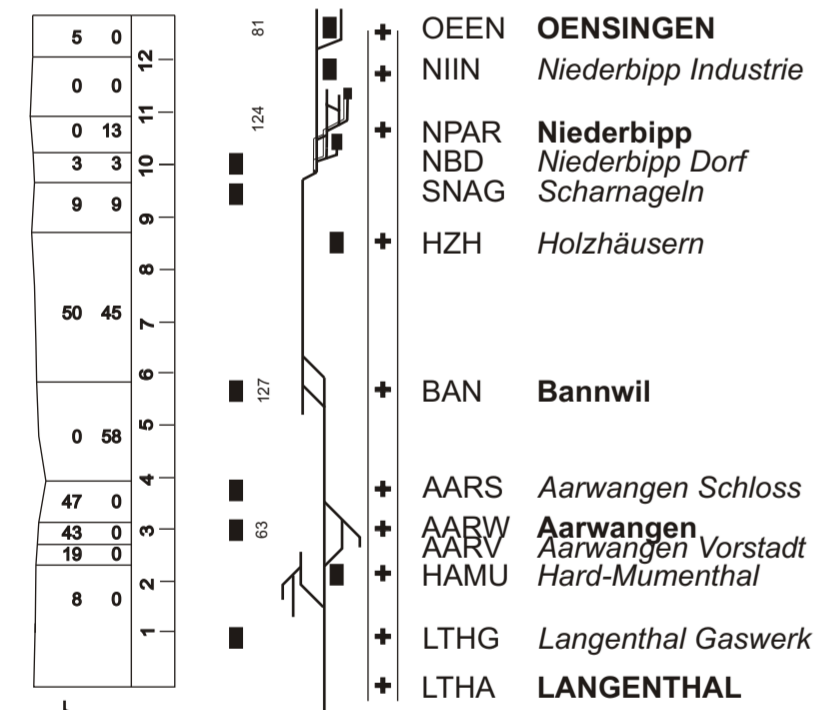 5 0 81 OEEN OENSINGEN
12
0 0 NIIN Niederbipp Industrie
11 124
0 13 NPAR Niederbipp
3 3 10 NBD Niederbipp Dorf
9 9 SNAG Scharnageln
9
HZH Holzhäusern
8
50 45
7
6
127 BAN Bannwil
5
0 58
4
47 0 AARS Aarwangen Schloss
43 0 3 63 AARW Aarwangen
19 0 AARV Aarwangen Vorstadt
2 HAMU Hard-Mumenthal
8 0
1 LTHG Langenthal Gaswerk
LTHA LANGENTHAL